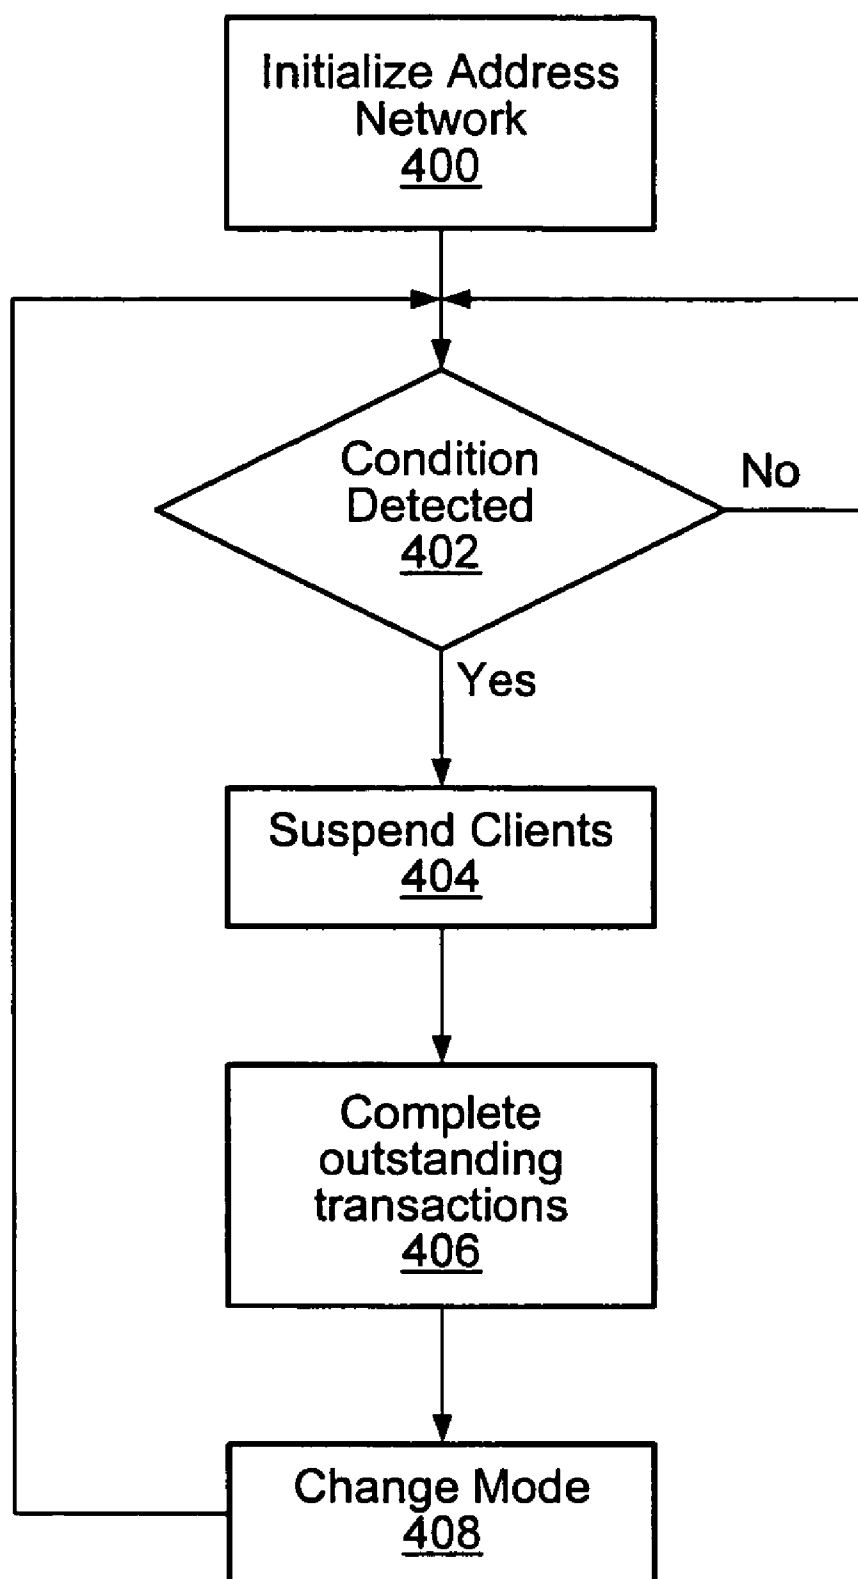 Initialize Address
Network
400
Condition
Detected
402
No
Yes
Suspend Clients
404
Complete
outstanding
transactions
406
Change Mode
408